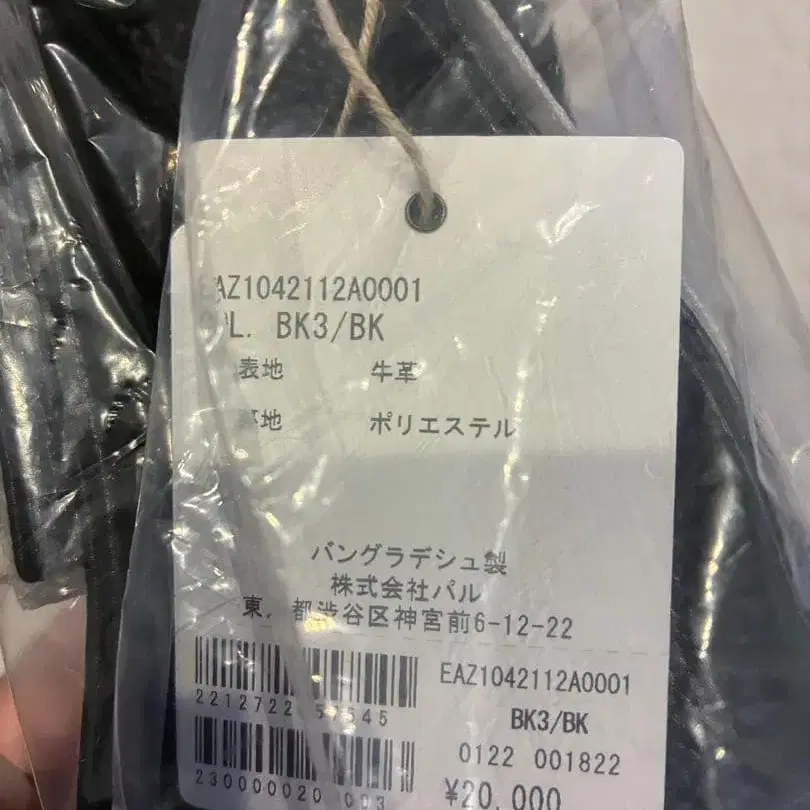 EAZ1042112A0001
BK3/BK
表地 牛革
ポリエステル
バングラデシュ製
株式会社パル
渋谷区神宮前6-12-22
EAZ1042112A0001
BK3/BK
0122 001822
¥20,000